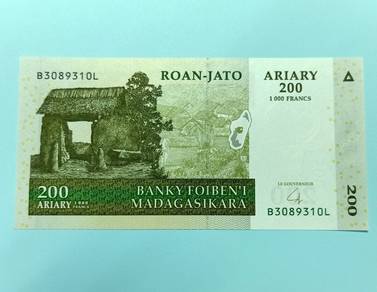 B3089310L
ROAN-JATO
ARIARY
200
1 000 FRANCS
LE GOUVERNEUR
200
ARIARY
BANKY FOIBEN'I
MADAGASIKARA
B3089310L
200